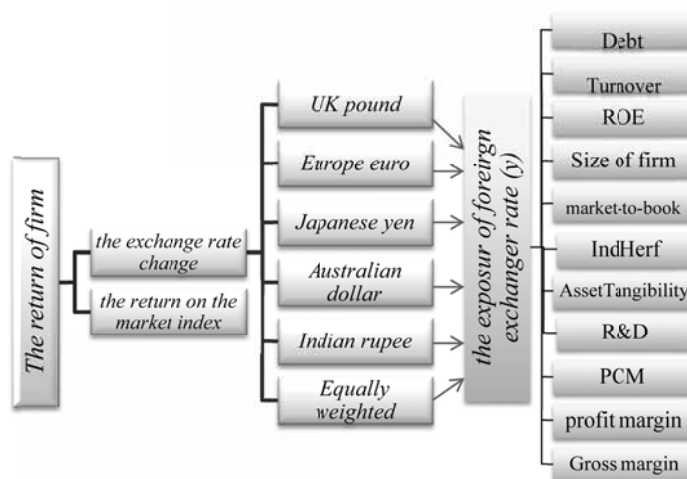 The return of firm
the exchange rate
change
the return on the
market index
UK pound
Europe euro
Japanese yen
Australian
dollar
Indian rupee
Equally
weighted
the exposur of foreirgn
exchanger rate (y)
Debt
Turnover
ROE
Size of firm
market-to-book
IndHerf
AssetTangibility
R&D
PCM
profit margin
Gross margin